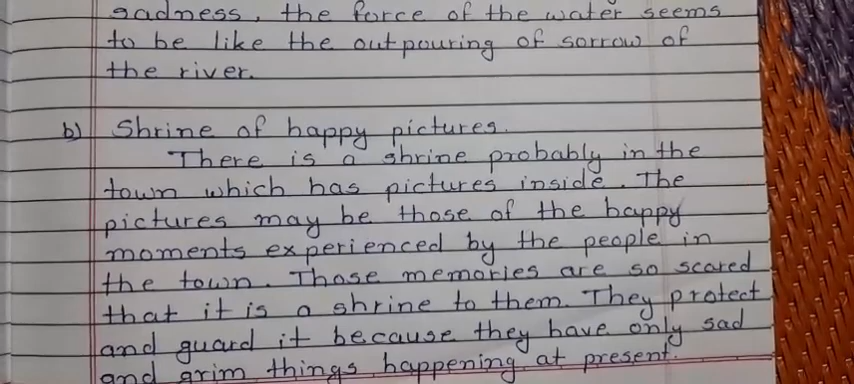 sadness, the force of the water seems
to be like the outpouring of sorrow of
the river.
b) Shrine of happy pictures.
There is a shrine probably in the
town which has pictures inside. The
pictures may be those of the happy
moments experienced by the people in
the town. Those memories are so scared
that it is a shrine to them. They protect
and guard it because they have only sad
and grim things happening at present.